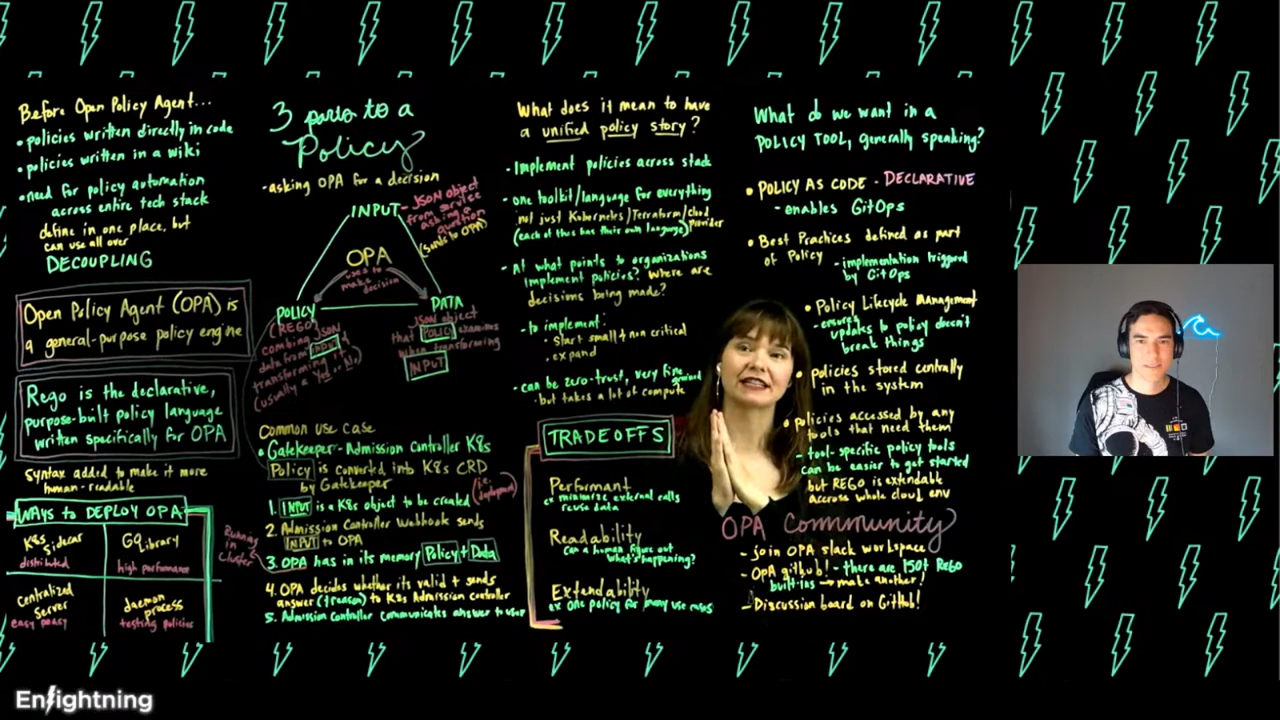 Before Open Policy Agent...
• policies written directly in code
• policies written in a wiki
• need for policy automation
across entire tech stack
define in one place, but
can use all over
DECOUPLING
Open Policy Agent (OPA) is
a general-purpose policy engine
Rego is the declarative,
purpose-built policy language
written specifically for OPA
syntax added to make it more
human-readable
WAYS to DEPLOY OPA
K8s sidecar
distributed
GO library
high performance
centralized
server
easy
daemon
process
testing policies
3 parts to a
Policy
- asking OPA for a decision
INPUT
- JSON object
from service
asking a
question
(sends to OPA)
OPA
uses to
make
decision
POLICY
(REGO)
combing JSON
data from INPUT &
transforming it
(usually a Yes or No)
DATA
JSON object
that POLICY examines
when transforming
INPUT
Common use case
• Gatekeeper - Admission Controller K8s
Policy is converted into K8s CRD
by Gatekeeper
1. INPUT is a K8s object to be created (i.e. deployment)
2. Admission Controller Webhook sends
INPUT to OPA
Running
in
cluster
3. OPA has in its memory Policy + Data
4. OPA decides whether its valid + sends
answer (+reason) to K8s Admission Controller
5. Admission Controller communicates answer to user
What does it mean to have
a unified policy story?
- Implement policies across stack
- one toolkit/language for everything
not just Kubernetes/Terraform/cloud provider
(each of thus has their own language)
- At what points to organizations
implement policies? Where are
decisions being made?
- to implement:
• start small + non critical
• expand
- can be zero-trust, very fine grained
- but takes a lot of compute
TRADEOFFS
Performant
ex minimize external calls
reuse data
Readability
can a human figure out
what's happening?
Extendability
ex One policy for many use cases
What do we want in a
POLICY TOOL, generally speaking?
• POLICY AS CODE - DECLARATIVE
- enables GitOps
• Best Practices defined as part
of Policy
- implementation triggered
by GitOps
• Policy Lifecycle Management
- ensures
updates to policy doesn't
break things
• Policies stored centrally
in the system
• Policies accessed by any
tools that need them
- tool-specific policy tools
can be easier to get started
but REGO is extendable
accross whole cloud env
OPA Community
- join OPA slack workspace
- OPA github! - there are 150+ REGO
built-ins → make another!
- Discussion board on GitHub!
Enlightning